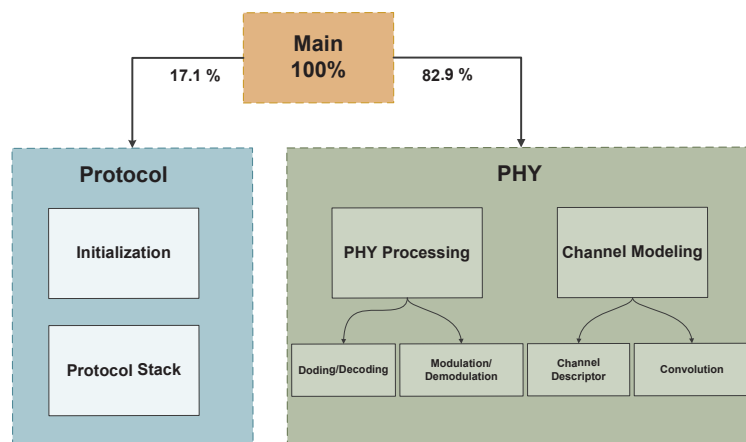 Main
100%
17.1 %
82.9 %
Protocol
Initialization
Protocol Stack
PHY
PHY Processing
Channel Modeling
Doding/Decoding
Modulation/
Demodulation
Channel
Descriptor
Convolution